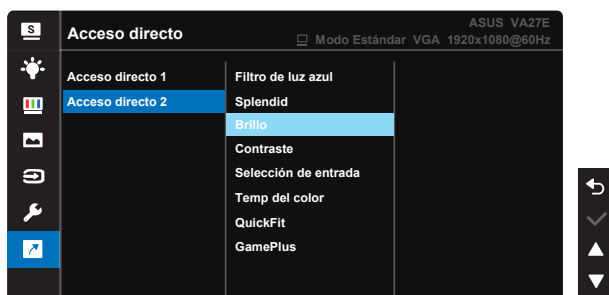 S
Acceso directo
ASUS VA27E
Modo Estándar VGA 1920x1080@60Hz
Acceso directo 1
Acceso directo 2
Filtro de luz azul
Splendid
Brillo
Contraste
Selección de entrada
Temp del color
QuickFit
GamePlus